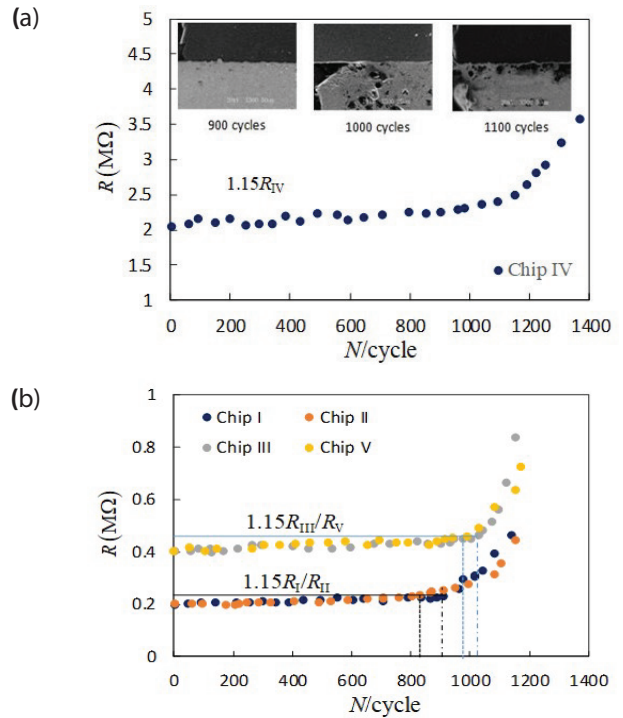 (a)
5
4.5
4
3.5
3
2.5
2
1.5
1
R(MΩ)
900 cycles
1000 cycles
1100 cycles
1.15R_IV
Chip IV
0 200 400 600 800 1000 1200 1400
N/cycle
(b)
1
0.8
0.6
0.4
0.2
0
R(MΩ)
Chip I Chip II
Chip III Chip V
1.15R_III/R_V
1.15R_I/R_II
0 200 400 600 800 1000 1200 1400
N/cycle